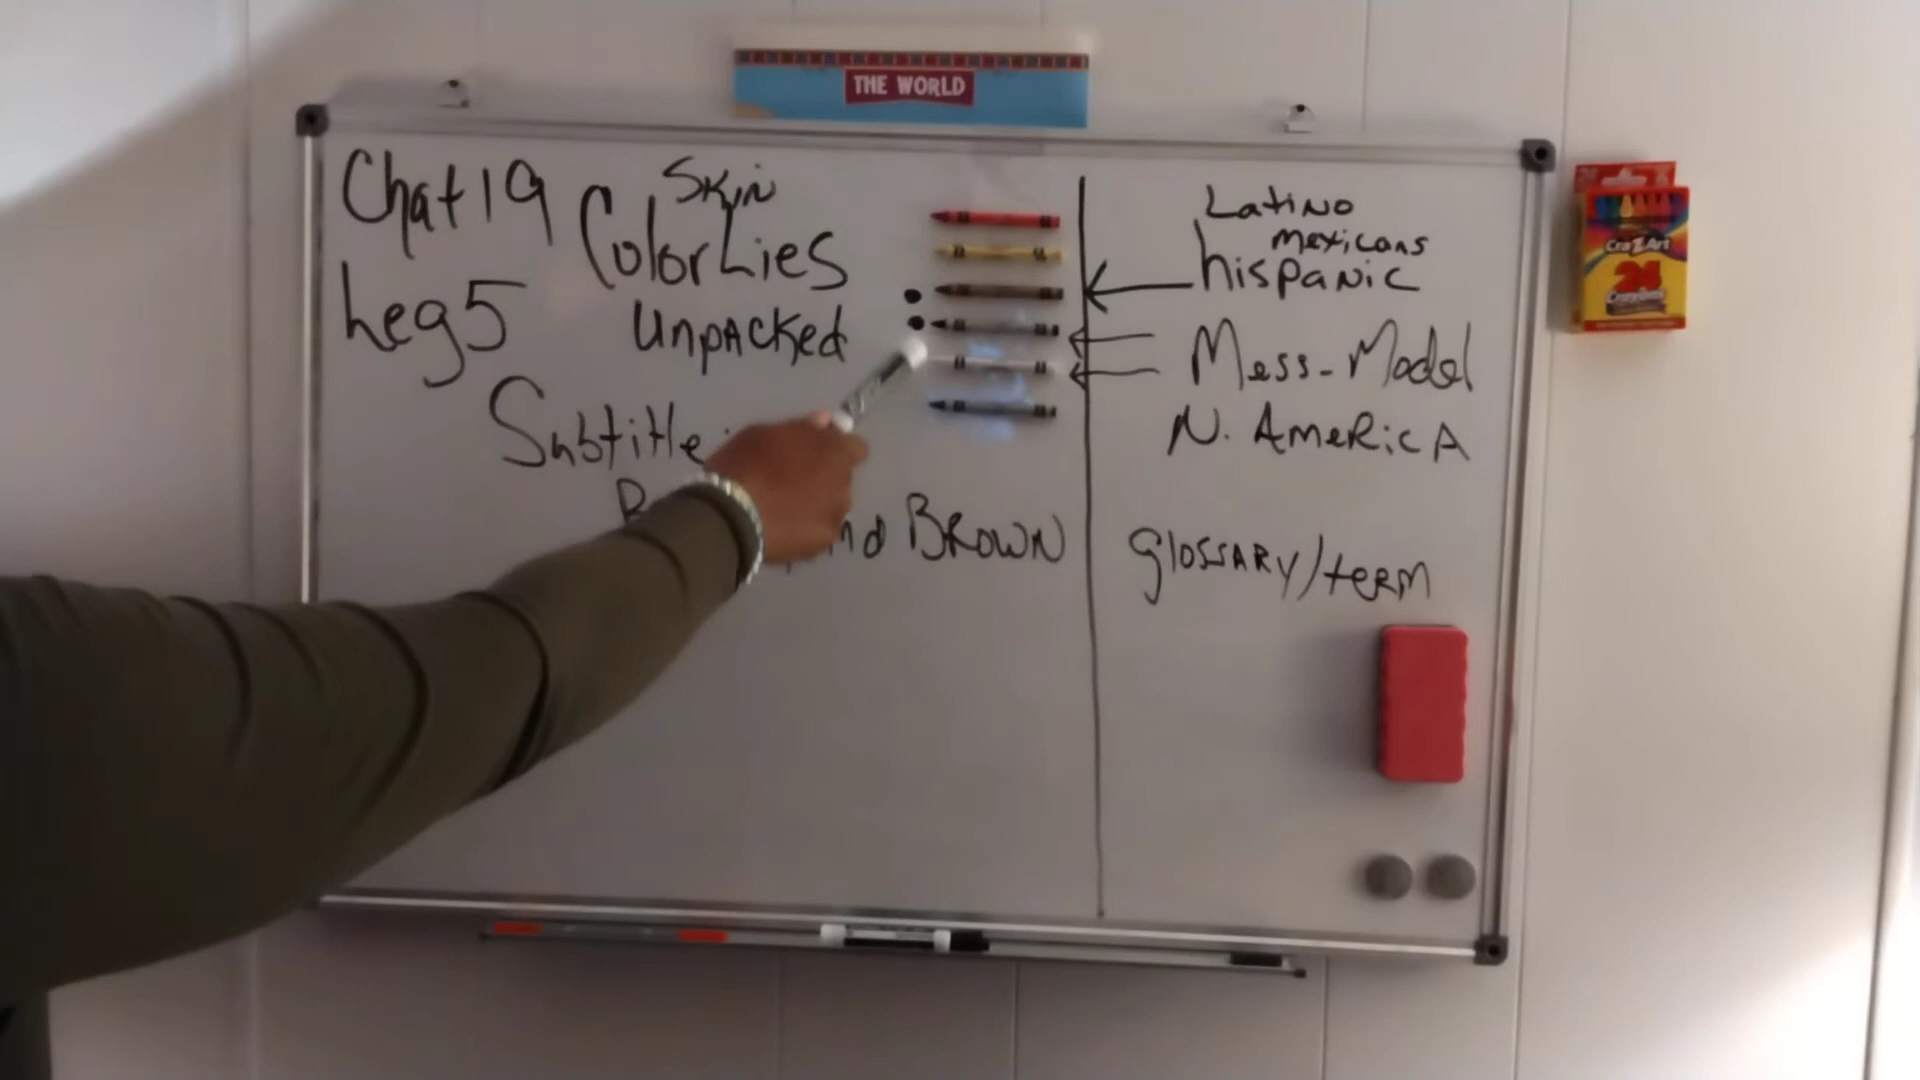 THE WORLD
Chat 19
Leg 5
Skin
Color Lies
Unpacked
Subtitle
BROWN
Latino
Mexicans
hispanic
Mess-Model
N. AmericA
glossary/term
Cra-Z-Art
24
Crayons